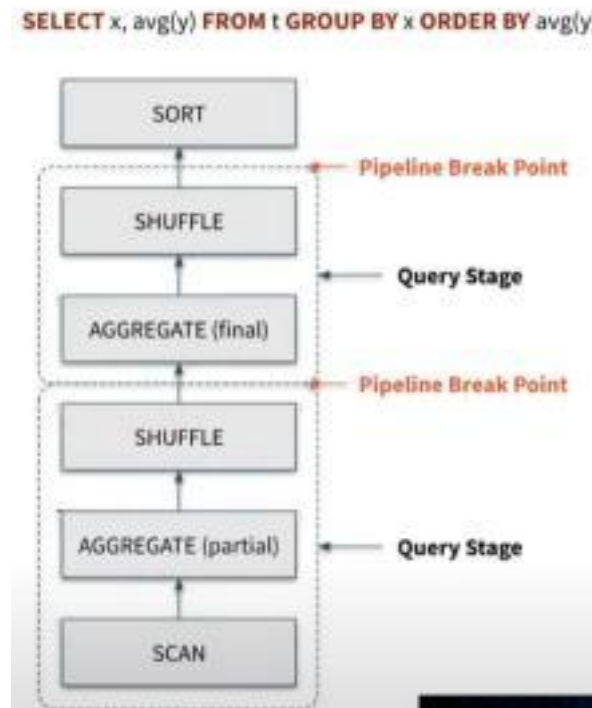 SELECT x, avg(y) FROM t GROUP BY x ORDER BY avg(y
SORT
Pipeline Break Point
SHUFFLE
Query Stage
AGGREGATE (final)
Pipeline Break Point
SHUFFLE
AGGREGATE (partial)
Query Stage
SCAN